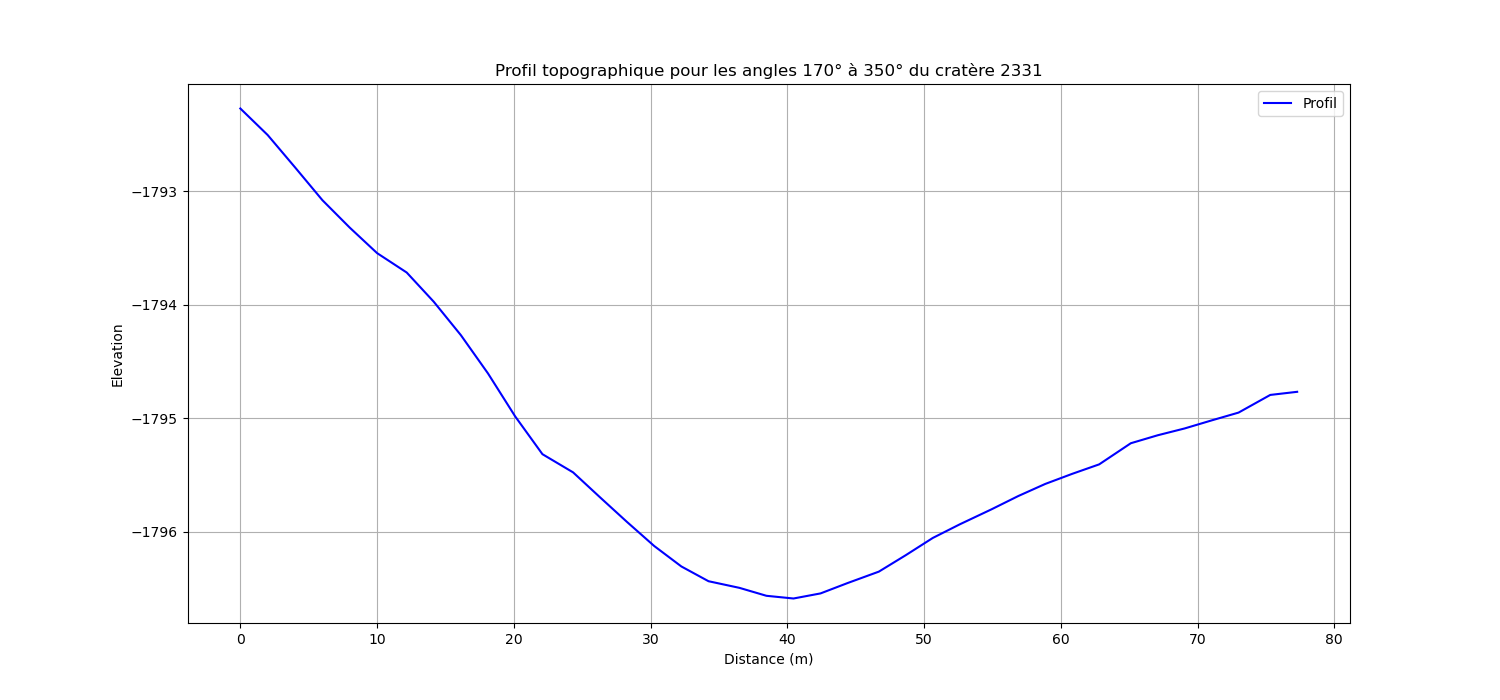 Profil topographique pour les angles 170° à 350° du cratère 2331
Profil
−1793
−1794
−1795
−1796
Elevation
0 10 20 30 40 50 60 70 80
Distance (m)